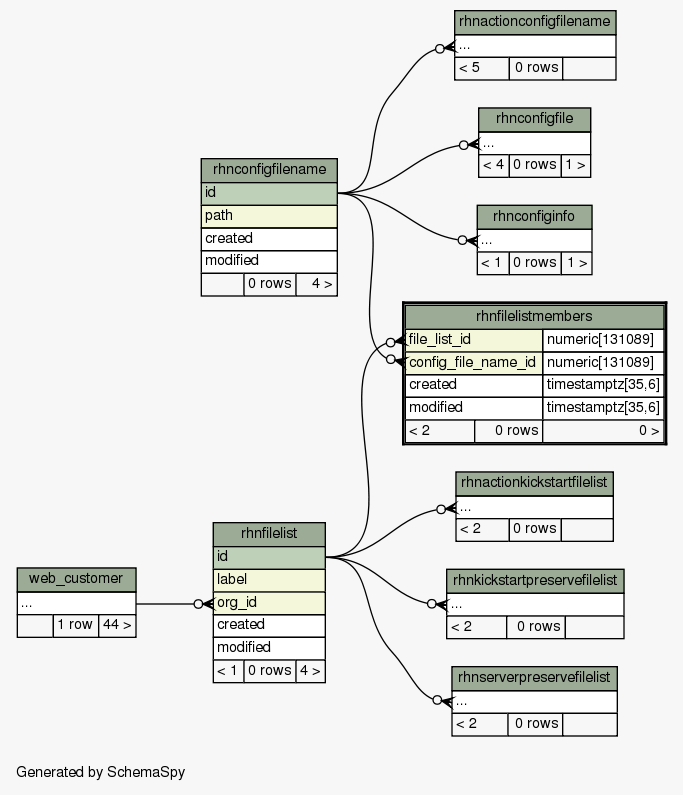 rhnactionconfigfilename
...
< 5 0 rows
rhnconfigfile
...
< 4 0 rows 1 >
rhnconfigfilename
id
path
created
modified
0 rows 4 >
rhnconfiginfo
...
< 1 0 rows 1 >
rhnfilelistmembers
file_list_id numeric[131089]
config_file_name_id numeric[131089]
created timestamptz[35,6]
modified timestamptz[35,6]
< 2 0 rows 0 >
rhnactionkickstartfilelist
...
< 2 0 rows
rhnfilelist
id
label
org_id
created
modified
< 1 0 rows 4 >
web_customer
...
1 row 44 >
rhnkickstartpreservefilelist
...
< 2 0 rows
rhnserverpreservefilelist
...
< 2 0 rows
Generated by SchemaSpy